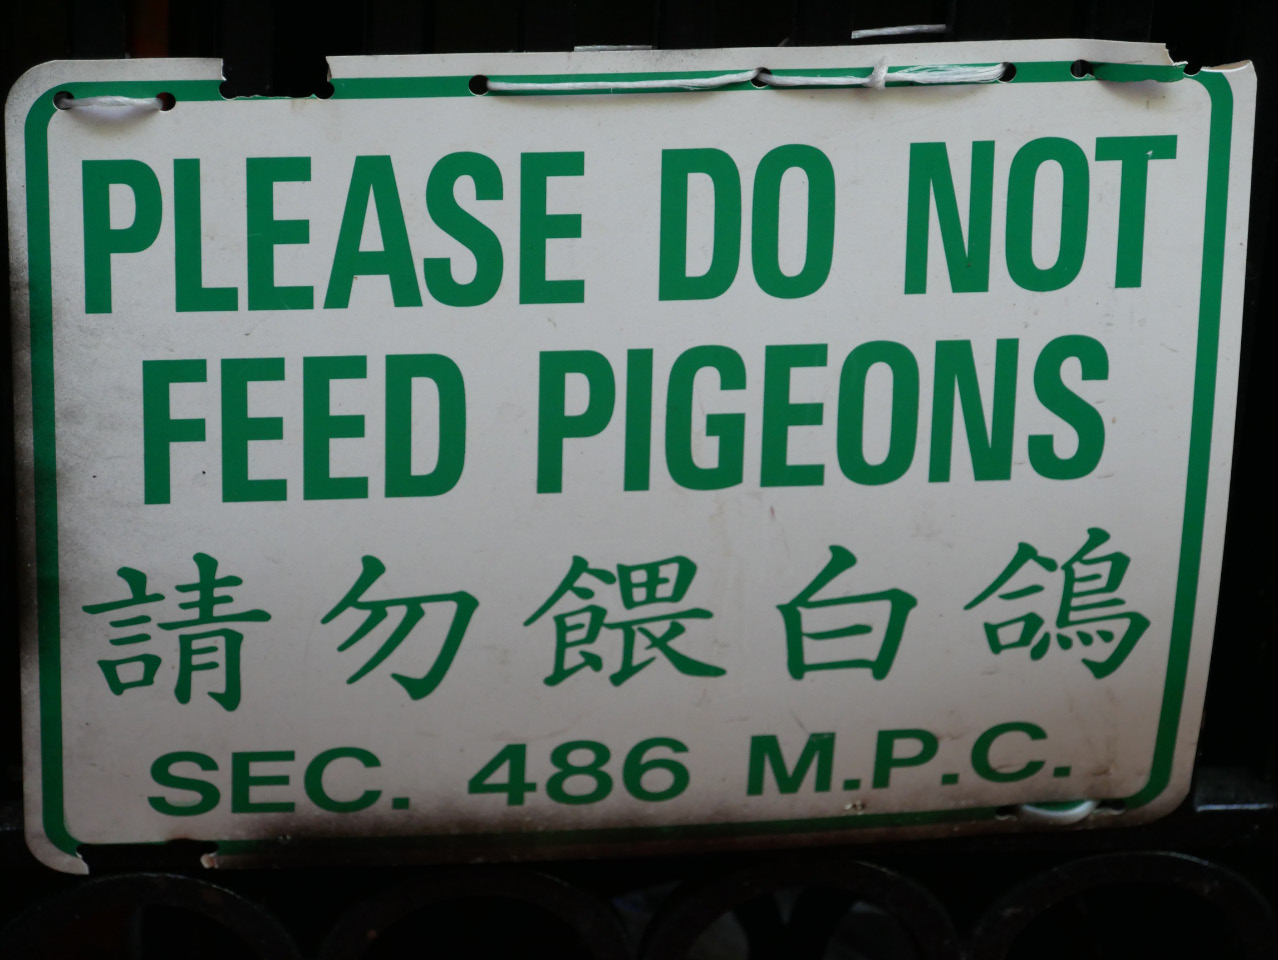 PLEASE DO NOT
FEED PIGEONS
請勿餵白鴿
SEC. 486 M.P.C.